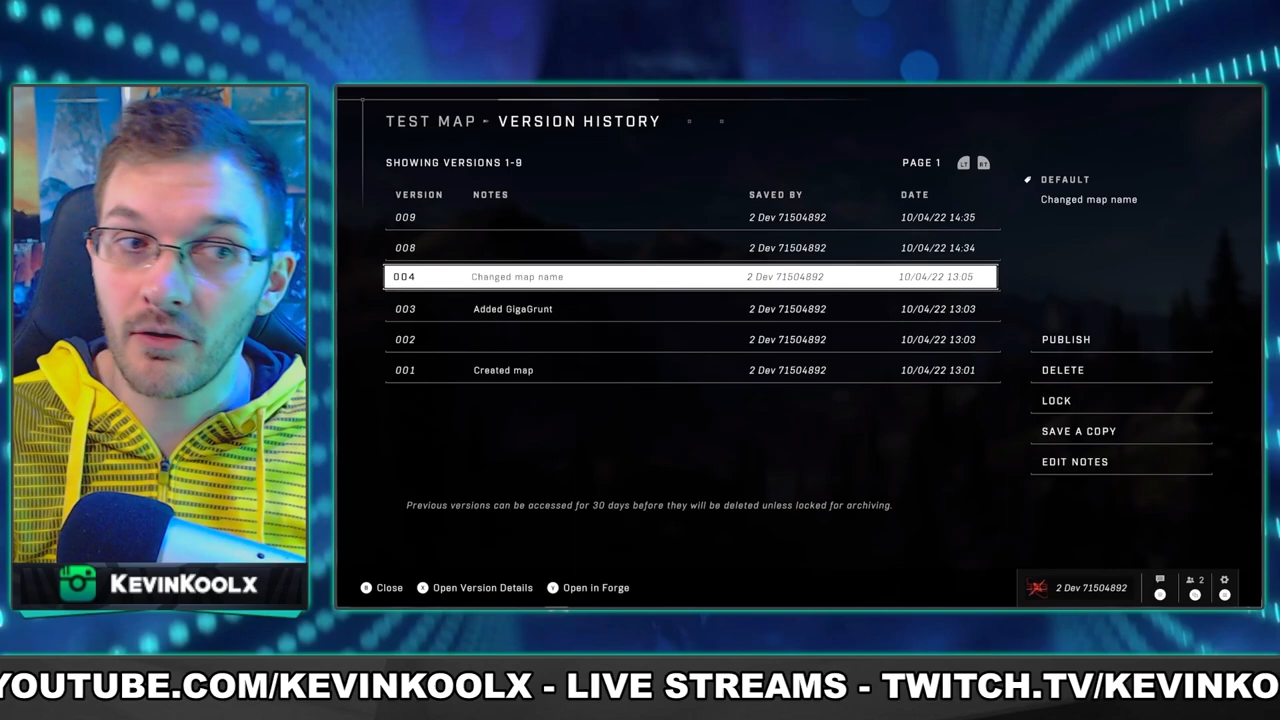 TEST MAP - VERSION HISTORY
SHOWING VERSIONS 1-9 PAGE 1 LT RT
VERSION NOTES SAVED BY DATE
009 2 Dev 71504892 10/04/22 14:35
008 2 Dev 71504892 10/04/22 14:34
004 Changed map name 2 Dev 71504892 10/04/22 13:05
003 Added GigaGrunt 2 Dev 71504892 10/04/22 13:03
002 2 Dev 71504892 10/04/22 13:03
001 Created map 2 Dev 71504892 10/04/22 13:01
Previous versions can be accessed for 30 days before they will be deleted unless locked for archiving.
DEFAULT
Changed map name
PUBLISH
DELETE
LOCK
SAVE A COPY
EDIT NOTES
B Close X Open Version Details Y Open in Forge
2 Dev 71504892 2
KEVINKOOLX
YOUTUBE.COM/KEVINKOOLX - LIVE STREAMS - TWITCH.TV/KEVINKO